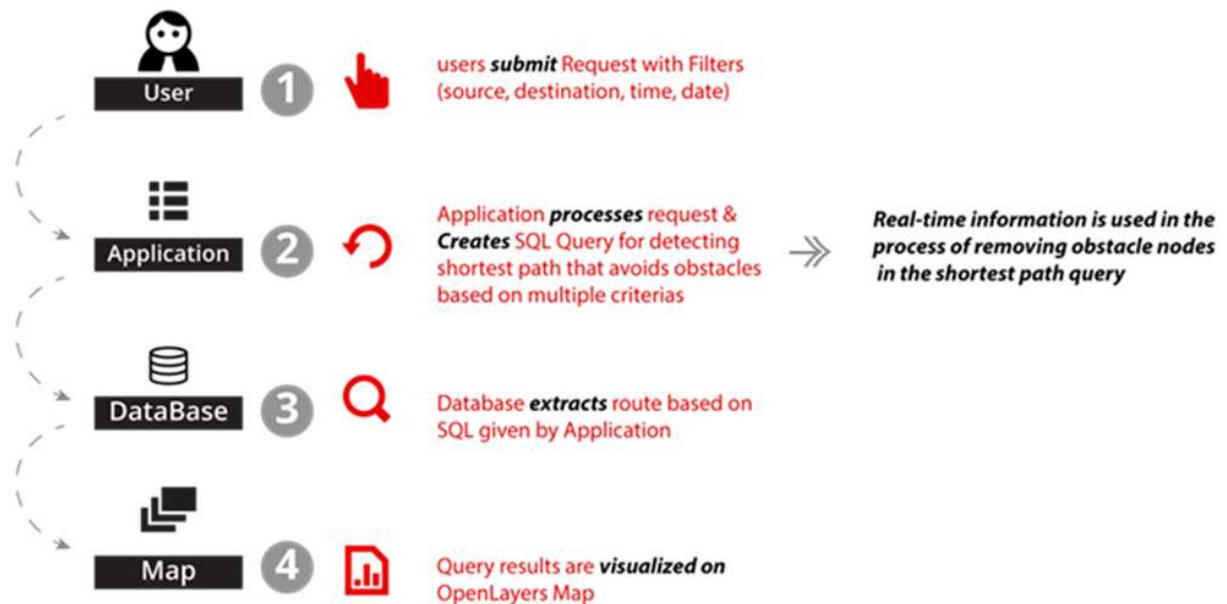 User
1
users submit Request with Filters
(source, destination, time, date)
Application
2
Application processes request &
Creates SQL Query for detecting
shortest path that avoids obstacles
based on multiple criterias
Real-time information is used in the
process of removing obstacle nodes
in the shortest path query
DataBase
3
Database extracts route based on
SQL given by Application
Map
4
Query results are visualized on
OpenLayers Map